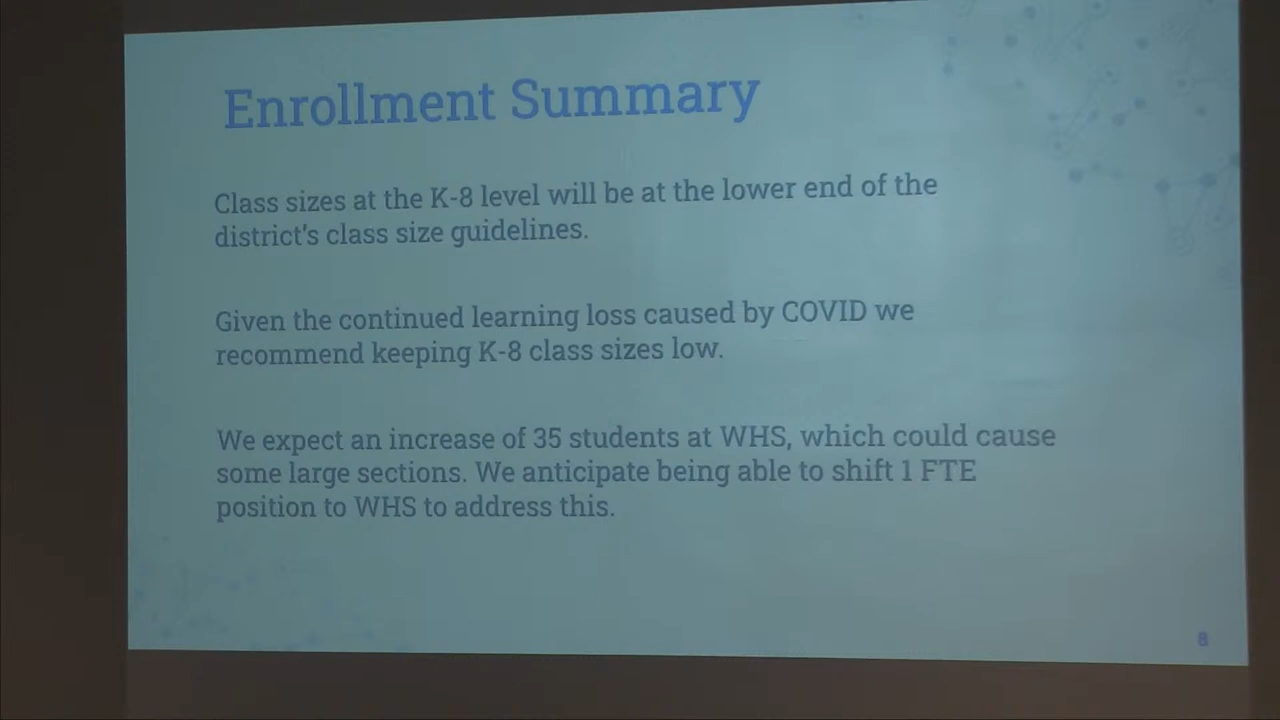 Enrollment Summary
Class sizes at the K-8 level will be at the lower end of the
district's class size guidelines.
Given the continued learning loss caused by COVID we
recommend keeping K-8 class sizes low.
We expect an increase of 35 students at WHS, which could cause
some large sections. We anticipate being able to shift 1 FTE
position to WHS to address this.
8